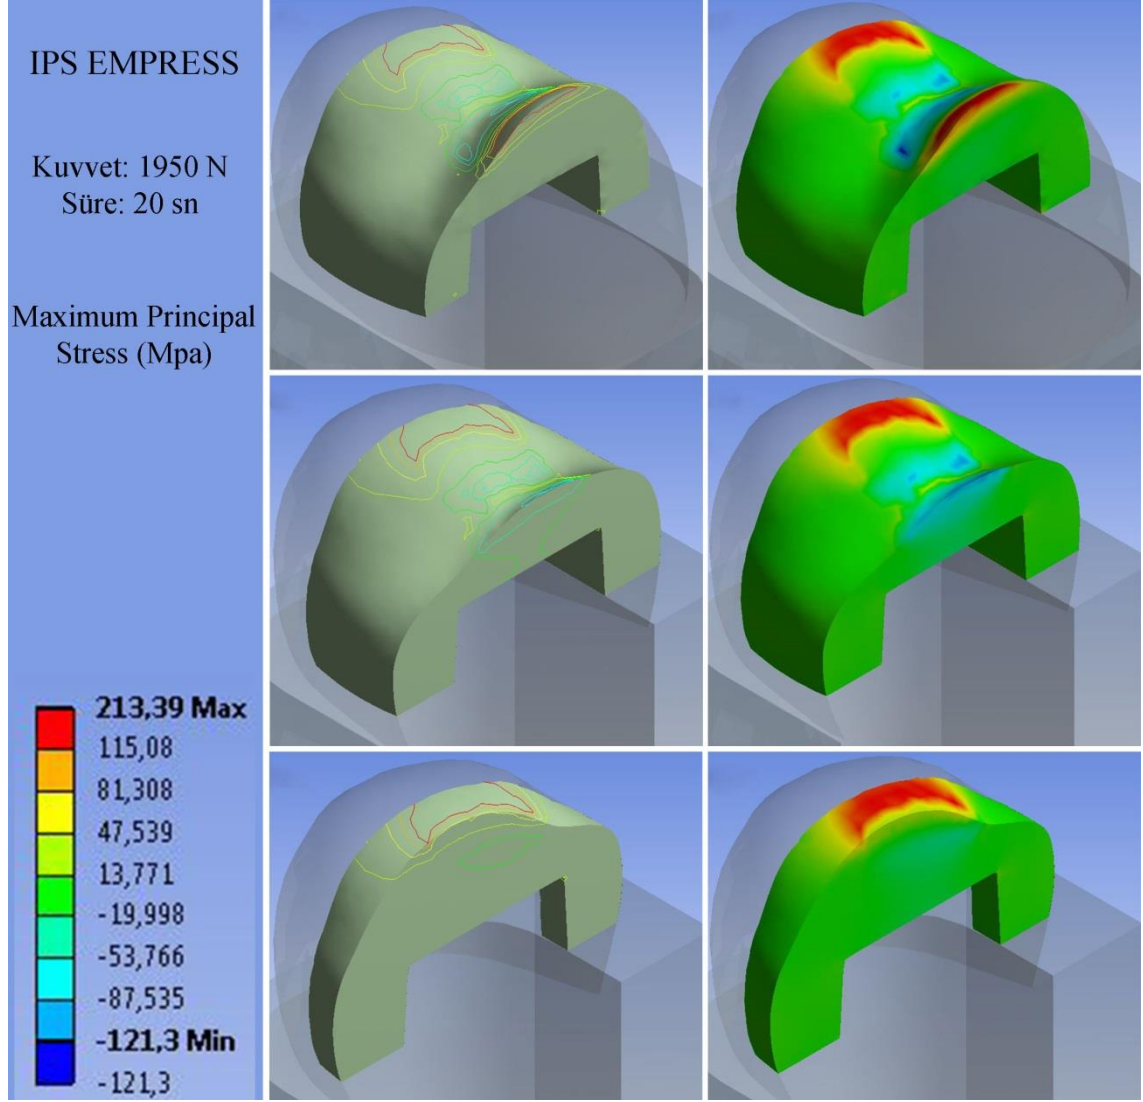 IPS EMPRESS
Kuvvet: 1950 N
Süre: 20 sn
Maximum Principal
Stress (Mpa)
213,39 Max
115,08
81,308
47,539
13,771
-19,998
-53,766
-87,535
-121,3 Min
-121,3